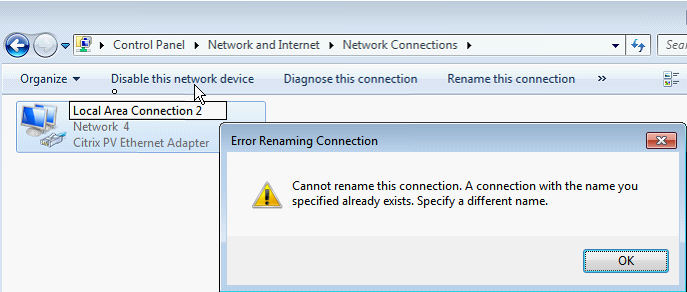 Control Panel ▸ Network and Internet ▸ Network Connections ▸
Sea
Organize ▾ Disable this network device Diagnose this connection Rename this connection »
Local Area Connection 2
Network 4
Citrix PV Ethernet Adapter
Error Renaming Connection
Cannot rename this connection. A connection with the name you
specified already exists. Specify a different name.
OK